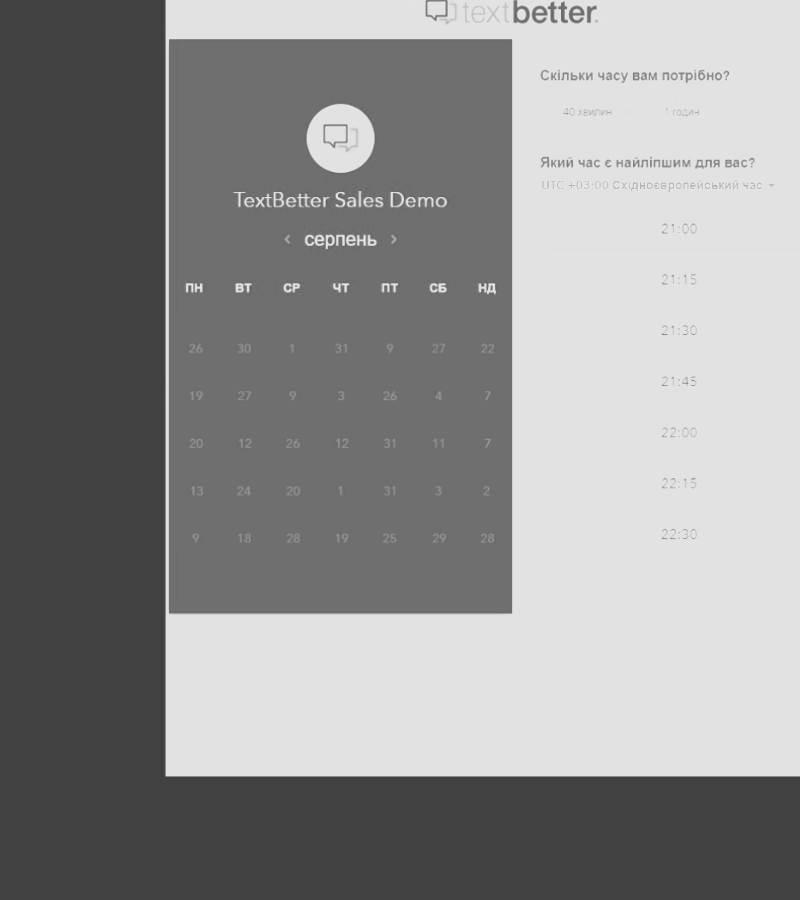 textbetter.
TextBetter Sales Demo
< серпень >
ПН ВТ СР ЧТ ПТ СБ НД
26 30 1 31 9 27 22
19 27 9 3 26 4 7
20 12 26 12 31 11 7
13 24 20 1 31 3 2
9 18 28 19 25 29 28
Скільки часу вам потрібно?
40 хвилин 1 годин
Який час є найліпшим для вас?
UTC +03:00 Східноєвропейський час
21:00
21:15
21:30
21:45
22:00
22:15
22:30